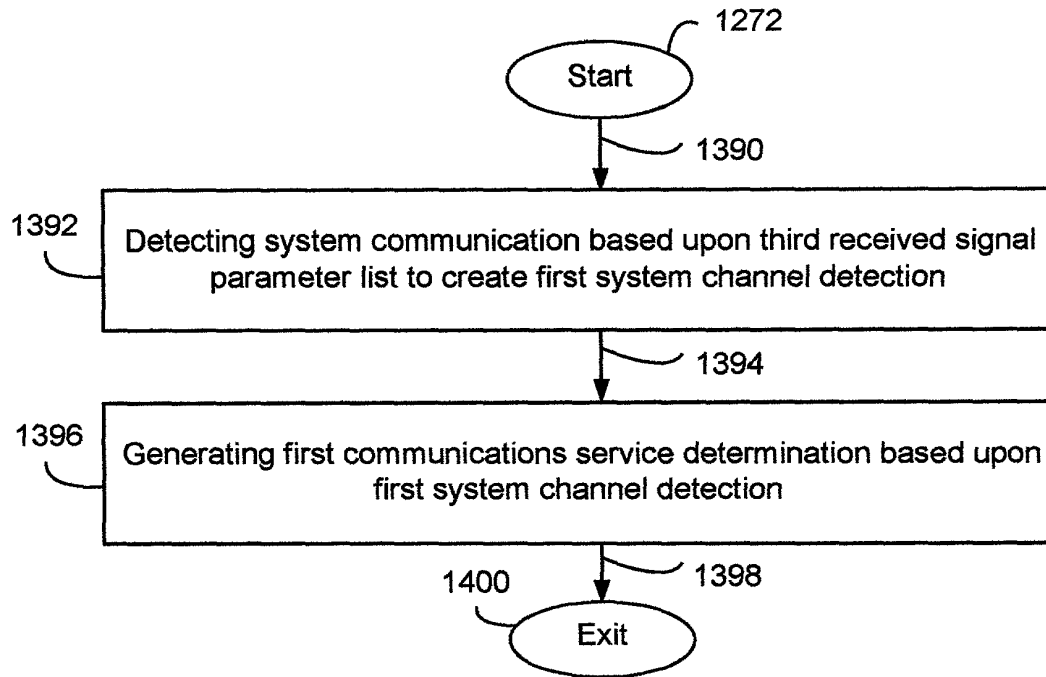 1272
Start
1390
1392
Detecting system communication based upon third received signal
parameter list to create first system channel detection
1394
1396
Generating first communications service determination based upon
first system channel detection
1398
1400
Exit